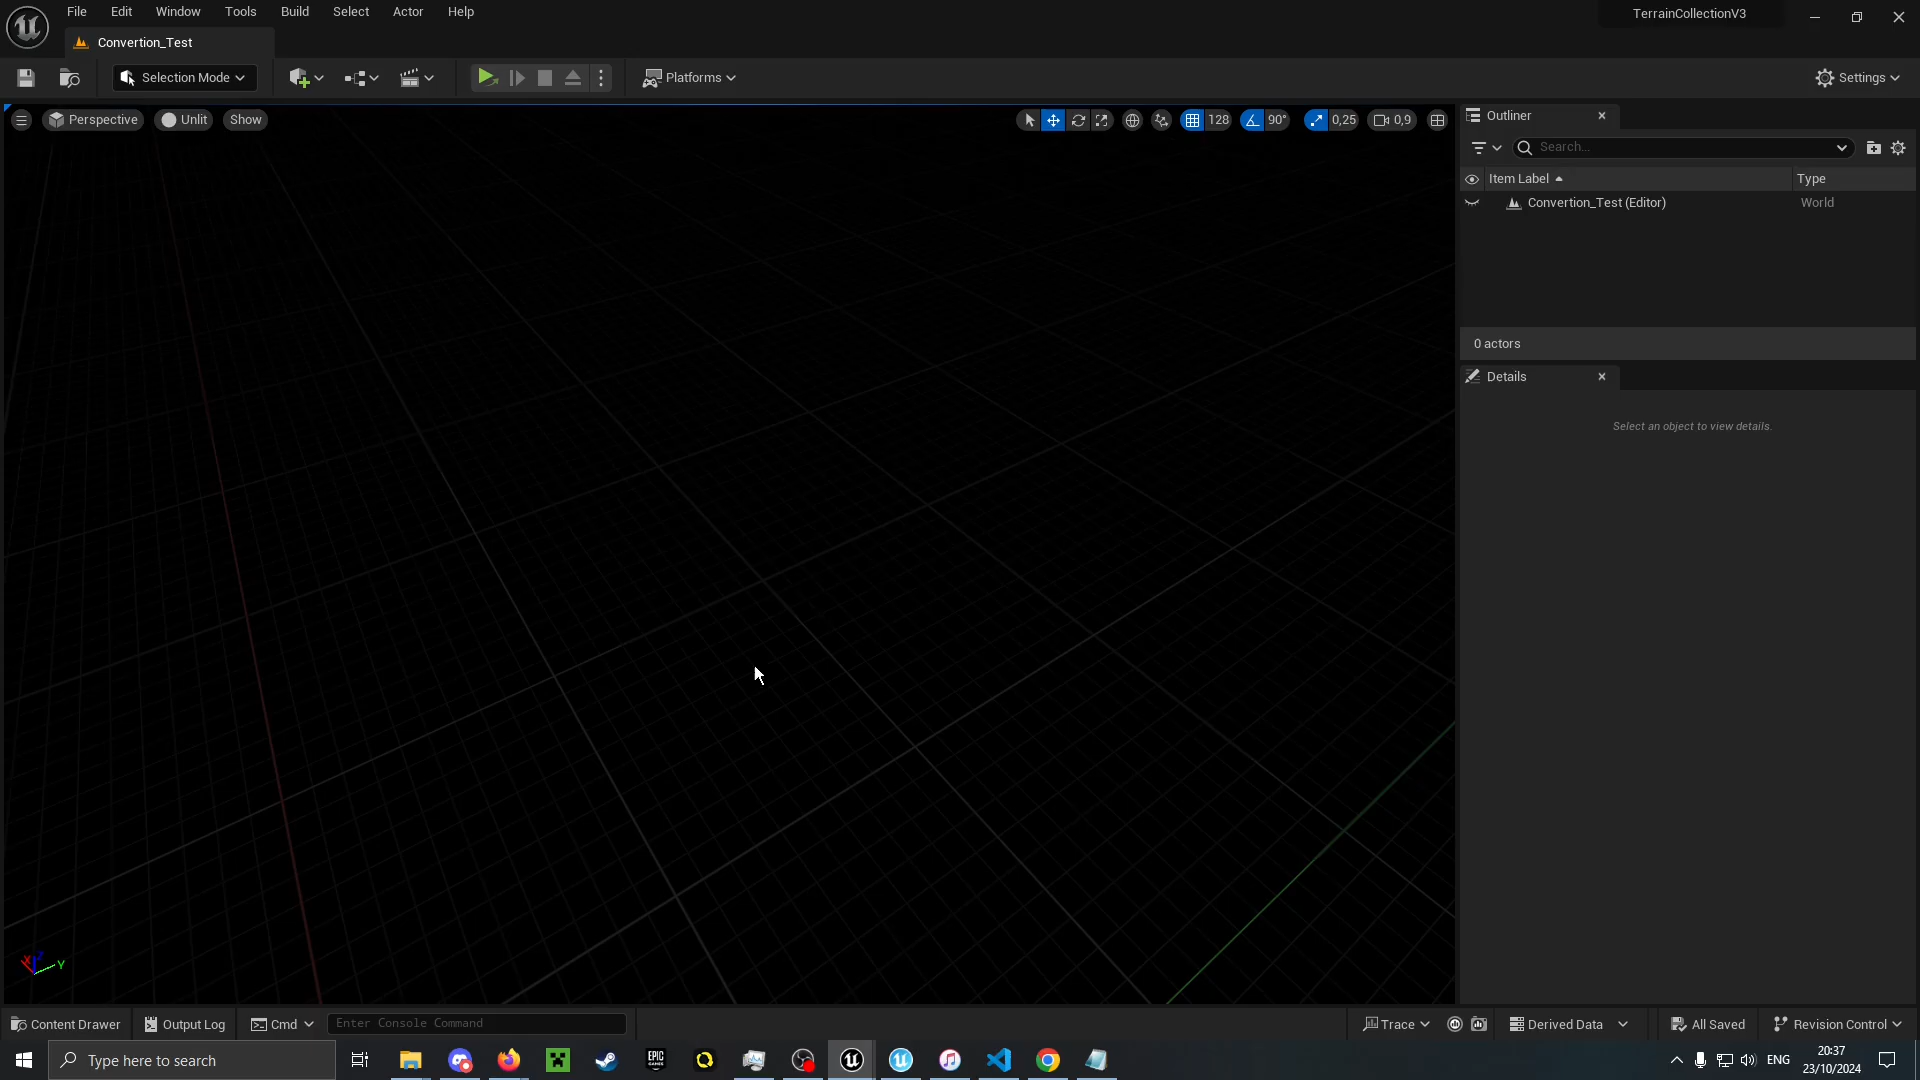 File Edit Window Tools Build Select Actor Help
TerrainCollectionV3
Convertion_Test
Selection Mode
Platforms
Settings
Perspective Unlit Show
128 90° 0,25 0,9
Outliner
Search...
Item Label Type
Convertion_Test (Editor) World
0 actors
Details
Select an object to view details.
X Y
Content Drawer Output Log Cmd Enter Console Command
Trace Derived Data All Saved Revision Control
Type here to search
EPIC GAMES
ENG
20:37
23/10/2024